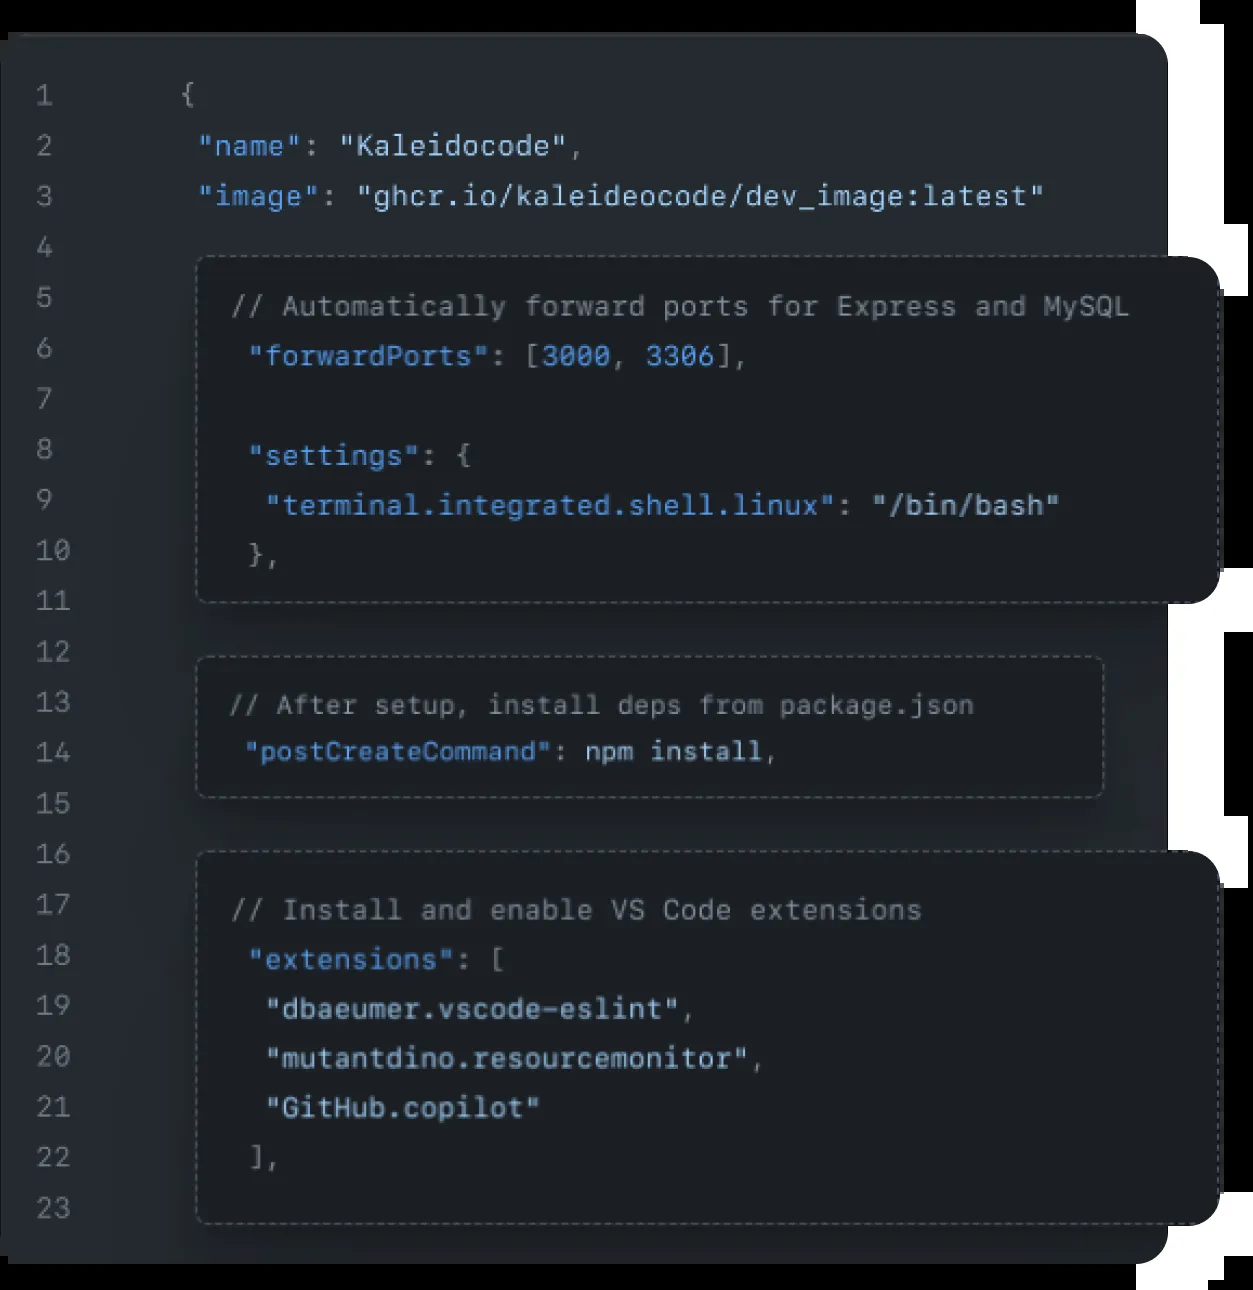 1 {
2 "name": "Kaleidocode",
3 "image": "ghcr.io/kaleideocode/dev_image:latest"
4
5 // Automatically forward ports for Express and MySQL
6 "forwardPorts": [3000, 3306],
7
8 "settings": {
9 "terminal.integrated.shell.linux": "/bin/bash"
10 },
11
12
13 // After setup, install deps from package.json
14 "postCreateCommand": npm install,
15
16
17 // Install and enable VS Code extensions
18 "extensions": [
19 "dbaeumer.vscode-eslint",
20 "mutantdino.resourcemonitor",
21 "GitHub.copilot"
22 ],
23